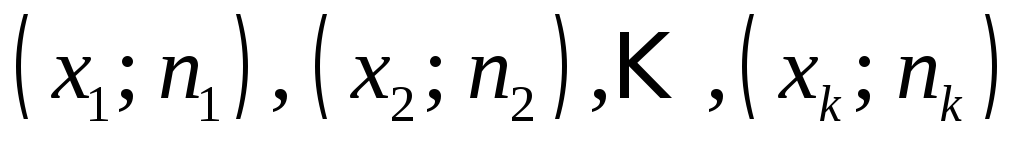 (x₁; n₁), (x₂; n₂),K ,(xₖ; nₖ)